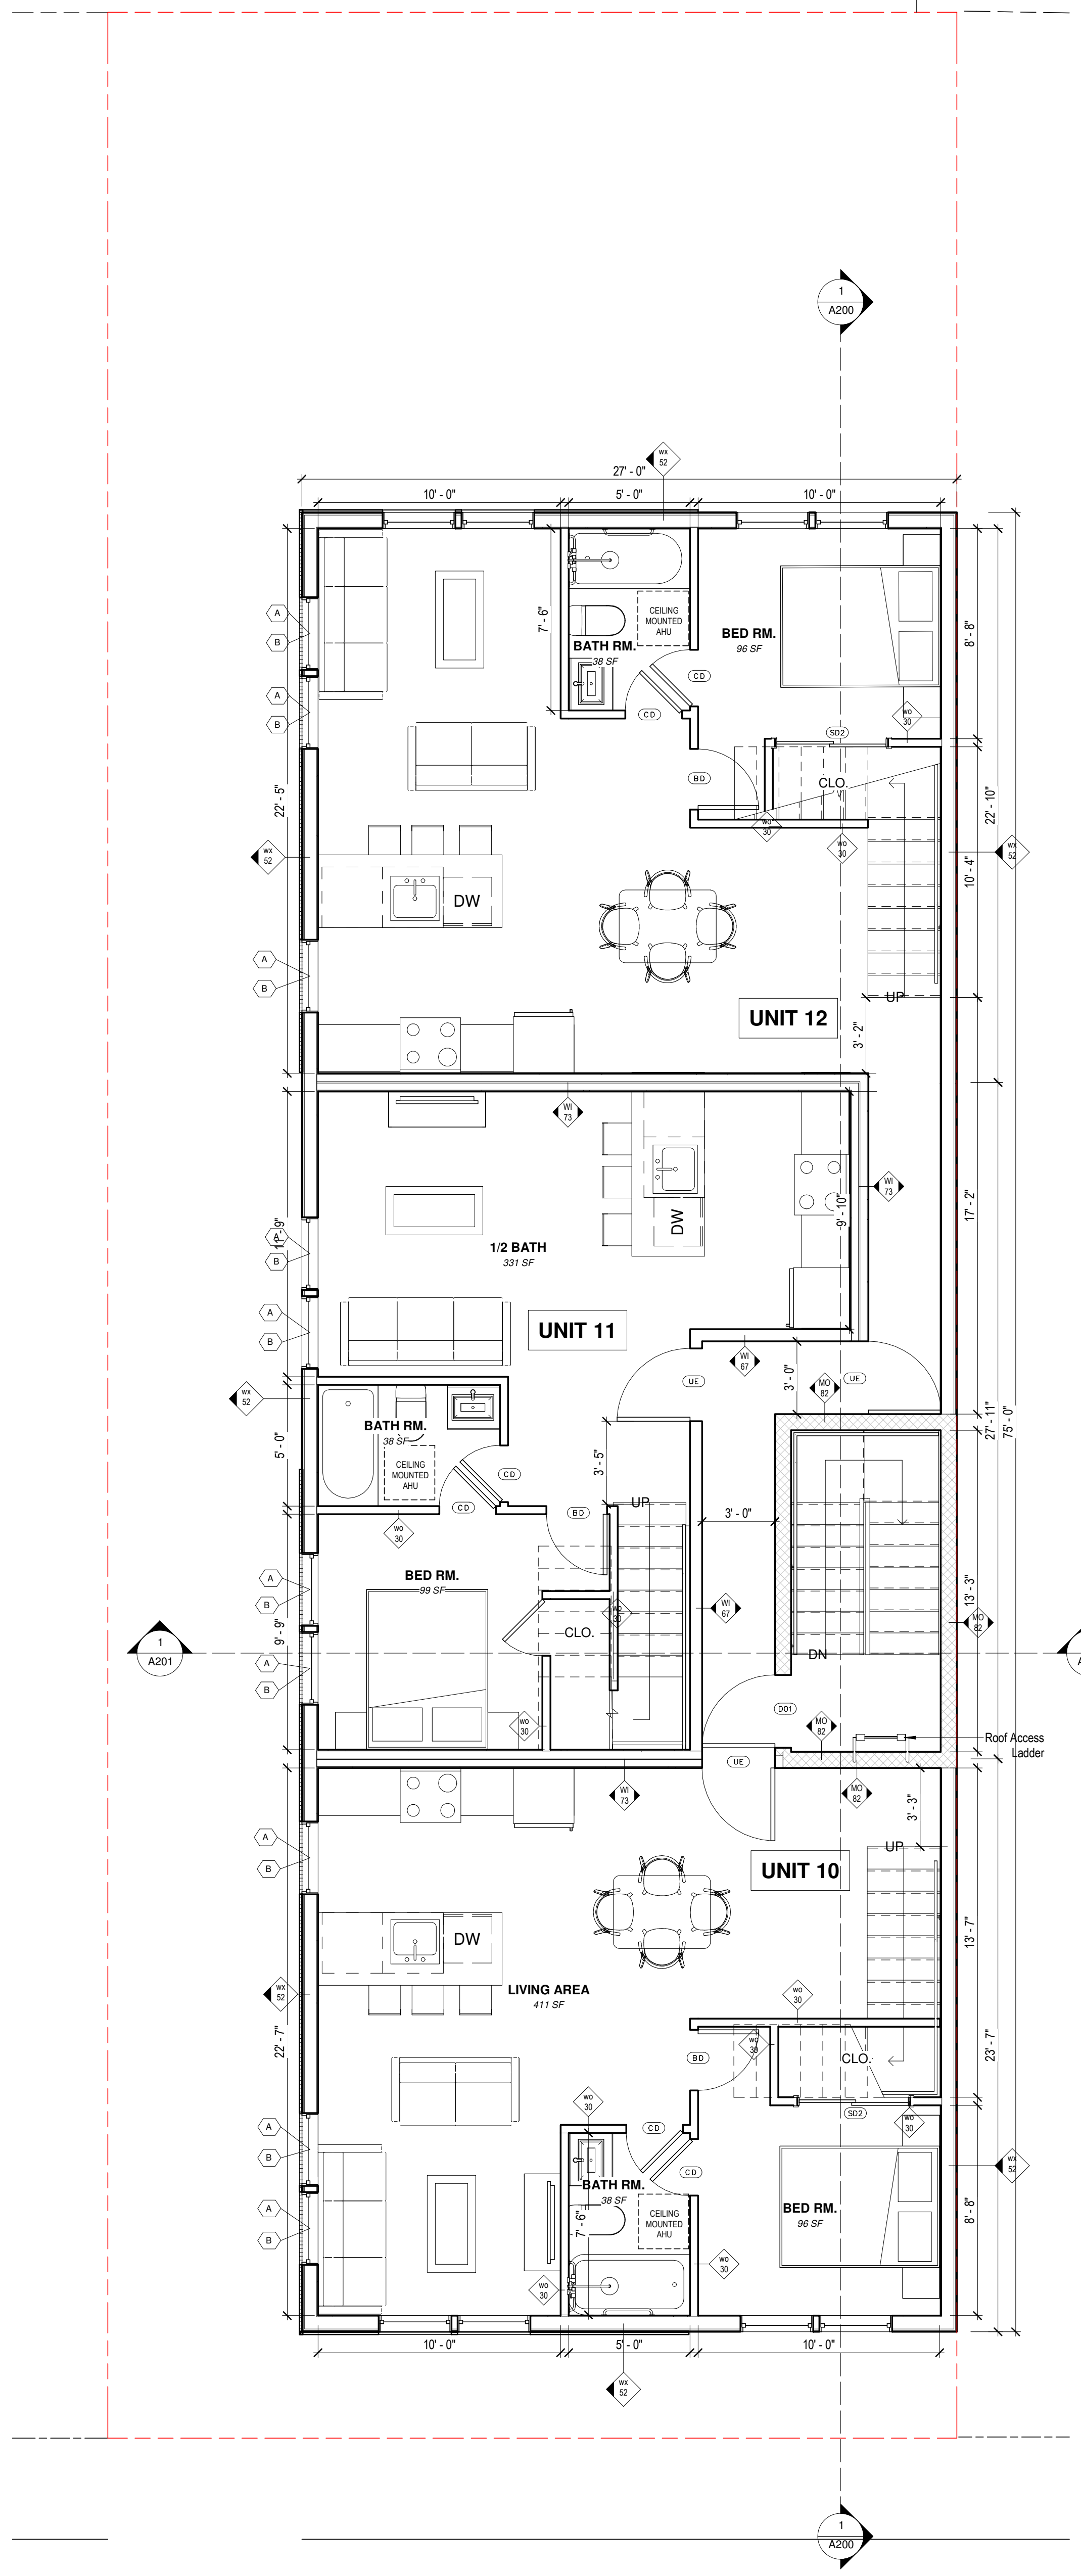 1
A200
WX
52
27' - 0"
10' - 0"
5' - 0"
10' - 0"
A
B
A
B
7' - 6"
CEILING
MOUNTED
AHU
BATH RM.
38 SF
BED RM.
96 SF
8' - 8"
CD
CD
WO
30
SD2
BD
CLO.
22' - 5"
22' - 10"
WO
30
WO
30
WX
52
WX
52
10' - 4"
DW
A
B
UP
UNIT 12
3' - 2"
WI
73
WI
73
17' - 2"
9' - 10"
DW
1/2 BATH
331 SF
11' - 9"
A
B
A
B
UNIT 11
WI
67
UE
UE
3' - 0"
MO
82
WX
52
27' - 11"
75' - 0"
BATH RM.
38 SF
5' - 0"
CEILING
MOUNTED
AHU
CD
CD
3' - 5"
UP
BD
3' - 0"
WO
30
BED RM.
99 SF
A
B
13' - 3"
WO
30
WI
67
MO
82
CLO.
9' - 9"
1
A201
A
B
DN
D01
WO
30
MO
82
Roof Access
Ladder
UE
WI
73
MO
82
3' - 3"
A
B
UP
UNIT 10
DW
13' - 7"
LIVING AREA
411 SF
WX
52
WO
30
22' - 7"
23' - 7"
WO
30
BD
CLO.
WO
30
SD2
WO
30
CD
CD
A
B
WX
52
BATH RM.
38 SF
7' - 6"
CEILING
MOUNTED
AHU
BED RM.
96 SF
8' - 8"
A
B
WO
30
WO
30
10' - 0"
5' - 0"
10' - 0"
WX
52
1
A200